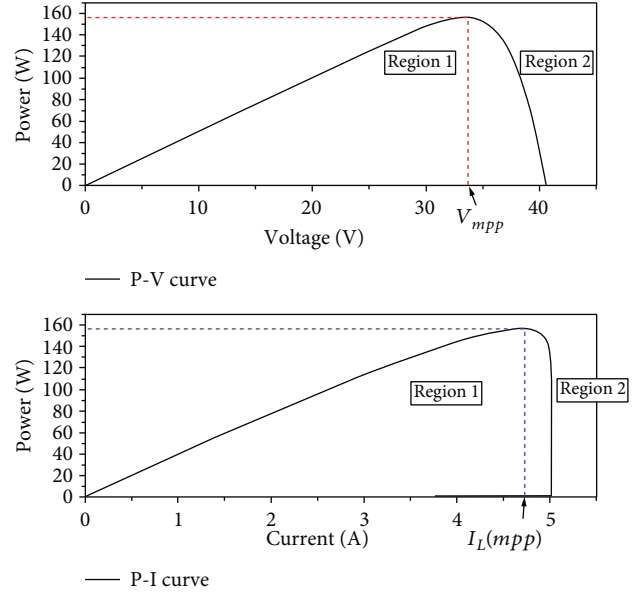 160
140
120
100
80
60
40
20
0
Power (W)
Region 1
Region 2
0
10
20
30
40
Voltage (V)
V_mpp
P-V curve
160
140
120
100
80
60
40
20
0
Power (W)
Region 1
Region 2
0
1
2
3
4
5
Current (A)
I_L(mpp)
P-I curve